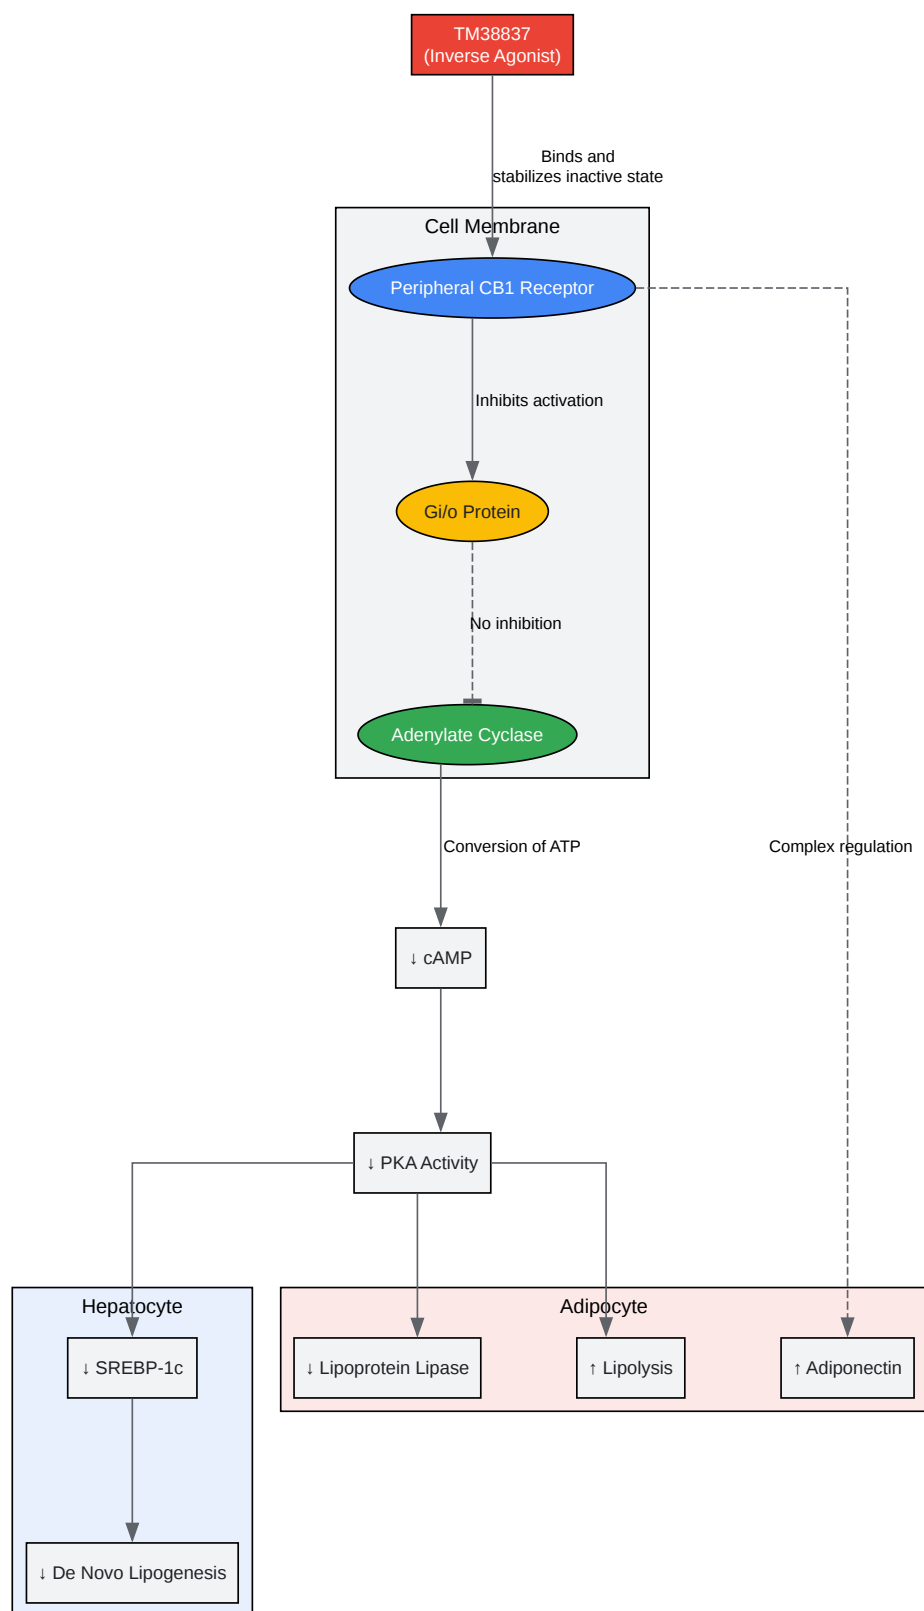 TM38837
(Inverse Agonist)
Binds and
stabilizes inactive state
Cell Membrane
Peripheral CB1 Receptor
Inhibits activation
Gi/o Protein
No inhibition
Adenylate Cyclase
Conversion of ATP
Complex regulation
↓ cAMP
↓ PKA Activity
Hepatocyte
Adipocyte
↓ SREBP-1c
↓ Lipoprotein Lipase
↑ Lipolysis
↑ Adiponectin
↓ De Novo Lipogenesis